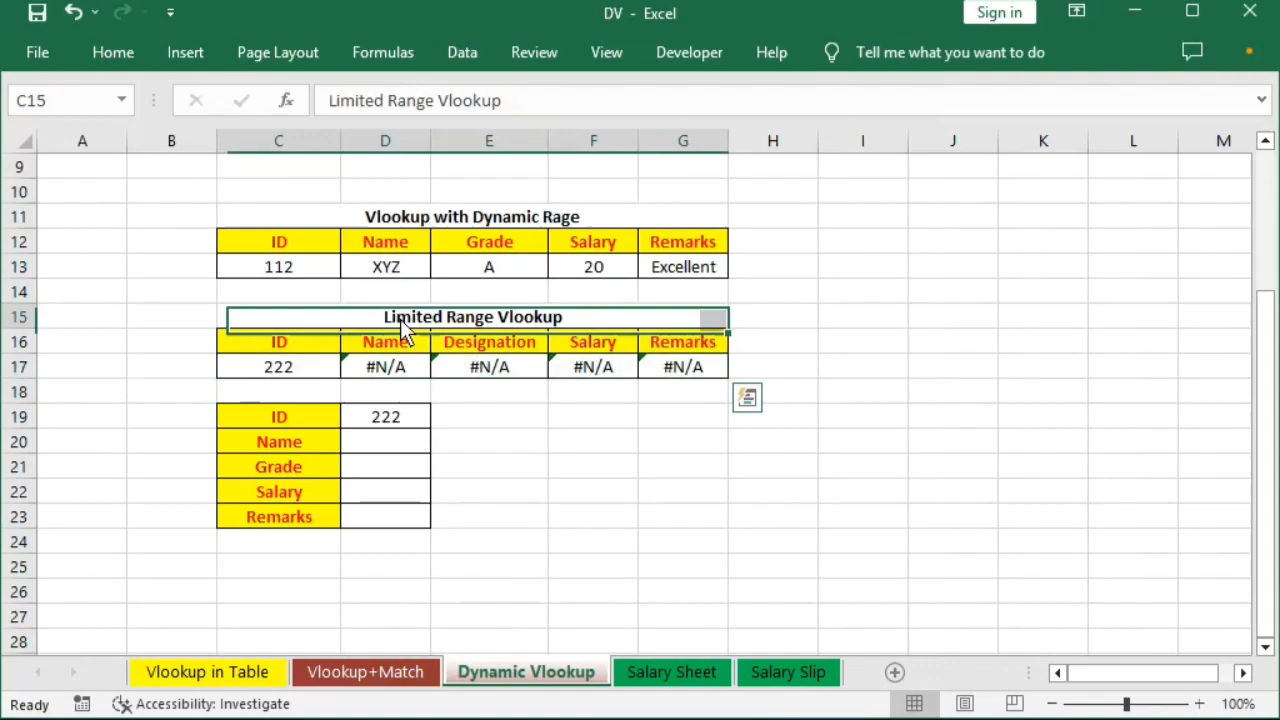 DV - Excel
Sign in
File Home Insert Page Layout Formulas Data Review View Developer Help Tell me what you want to do
C15 fx Limited Range Vlookup
A B C D E F G H I J K L M
9
10
11 Vlookup with Dynamic Rage
12 ID Name Grade Salary Remarks
13 112 XYZ A 20 Excellent
14
15 Limited Range Vlookup
16 ID Name Designation Salary Remarks
17 222 #N/A #N/A #N/A #N/A
18
19 ID 222
20 Name
21 Grade
22 Salary
23 Remarks
24
25
26
27
28
Vlookup in Table Vlookup+Match Dynamic Vlookup Salary Sheet Salary Slip
Ready Accessibility: Investigate 100%